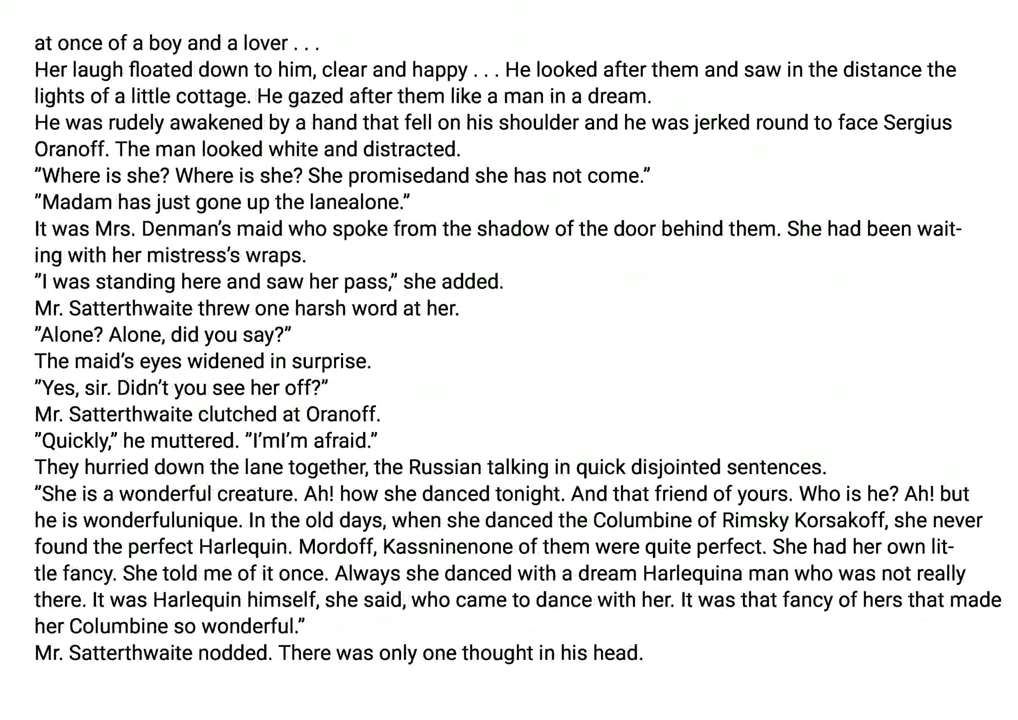 at once of a boy and a lover . . .
Her laugh floated down to him, clear and happy . . . He looked after them and saw in the distance the
lights of a little cottage. He gazed after them like a man in a dream.
He was rudely awakened by a hand that fell on his shoulder and he was jerked round to face Sergius
Oranoff. The man looked white and distracted.
”Where is she? Where is she? She promisedand she has not come.”
”Madam has just gone up the lanealone.”
It was Mrs. Denman’s maid who spoke from the shadow of the door behind them. She had been wait-
ing with her mistress’s wraps.
”I was standing here and saw her pass,” she added.
Mr. Satterthwaite threw one harsh word at her.
”Alone? Alone, did you say?”
The maid’s eyes widened in surprise.
”Yes, sir. Didn’t you see her off?”
Mr. Satterthwaite clutched at Oranoff.
”Quickly,” he muttered. ”I’mI’m afraid.”
They hurried down the lane together, the Russian talking in quick disjointed sentences.
”She is a wonderful creature. Ah! how she danced tonight. And that friend of yours. Who is he? Ah! but
he is wonderfulunique. In the old days, when she danced the Columbine of Rimsky Korsakoff, she never
found the perfect Harlequin. Mordoff, Kassninenone of them were quite perfect. She had her own lit-
tle fancy. She told me of it once. Always she danced with a dream Harlequina man who was not really
there. It was Harlequin himself, she said, who came to dance with her. It was that fancy of hers that made
her Columbine so wonderful.”
Mr. Satterthwaite nodded. There was only one thought in his head.